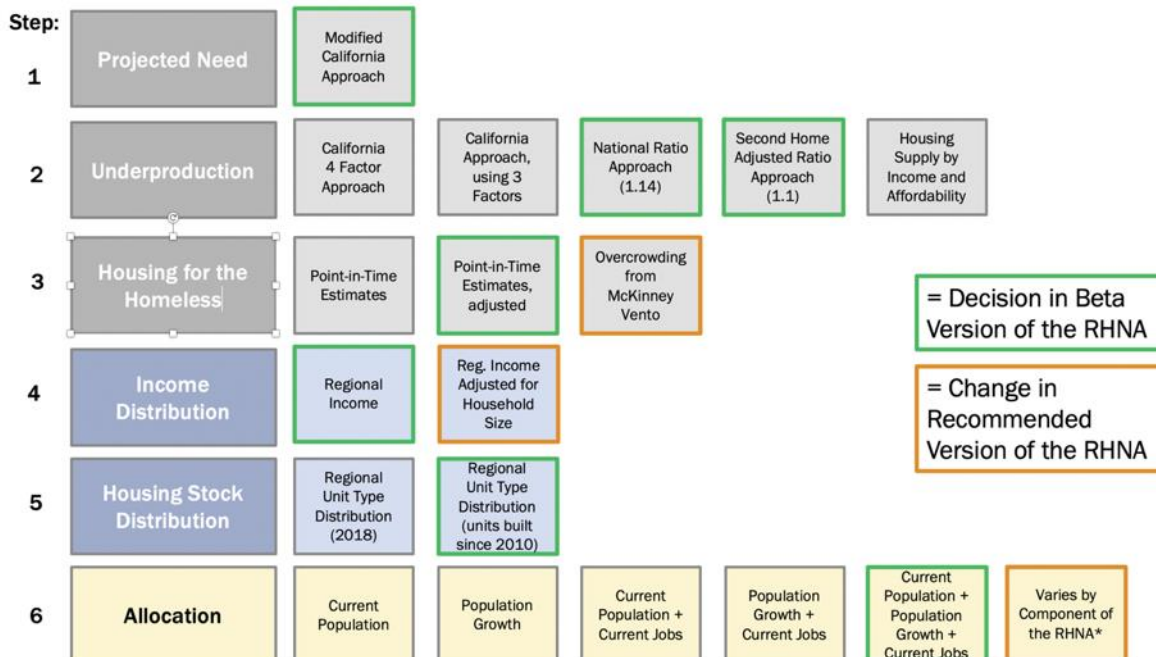 Step:
1
Projected Need
Modified
California
Approach
2
Underproduction
California
4 Factor
Approach
California
Approach,
using 3
Factors
National Ratio
Approach
(1.14)
Second Home
Adjusted Ratio
Approach
(1.1)
Housing
Supply by
Income and
Affordability
3
Housing for the
Homeless
Point-in-Time
Estimates
Point-in-Time
Estimates,
adjusted
Overcrowding
from
McKinney
Vento
= Decision in Beta
Version of the RHNA
= Change in
Recommended
Version of the RHNA
4
Income
Distribution
Regional
Income
Reg. Income
Adjusted for
Household
Size
5
Housing Stock
Distribution
Regional
Unit Type
Distribution
(2018)
Regional
Unit Type
Distribution
(units built
since 2010)
6
Allocation
Current
Population
Population
Growth
Current
Population +
Current Jobs
Population
Growth +
Current Jobs
Current
Population +
Population
Growth +
Current Jobs
Varies by
Component of
the RHNA*